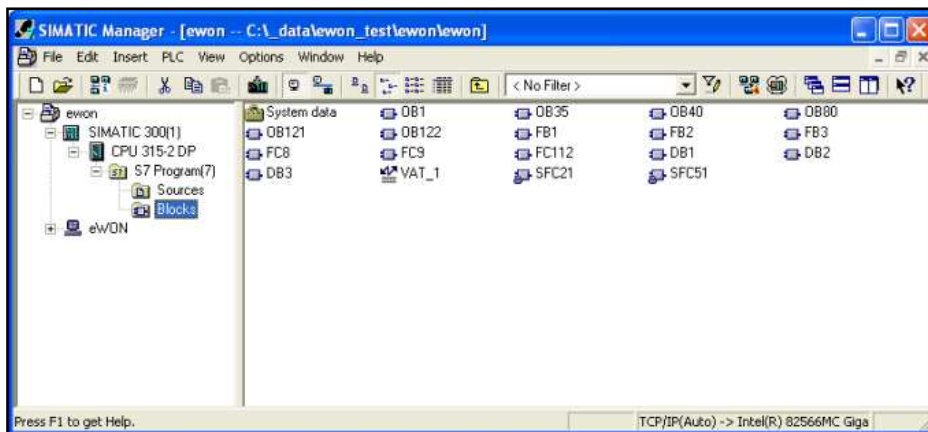 SIMATIC Manager - [ewon -- C:\_data\ewon_test\ewon\ewon]
File Edit Insert PLC View Options Window Help
< No Filter >
ewon
SIMATIC 300(1)
CPU 315-2 DP
S7 Program(7)
Sources
Blocks
eWON
System data OB1 OB35 OB40 OB80
OB121 OB122 FB1 FB2 FB3
FC8 FC9 FC112 DB1 DB2
DB3 VAT_1 SFC21 SFC51
Press F1 to get Help. TCP/IP(Auto) -> Intel(R) 82566MC Giga